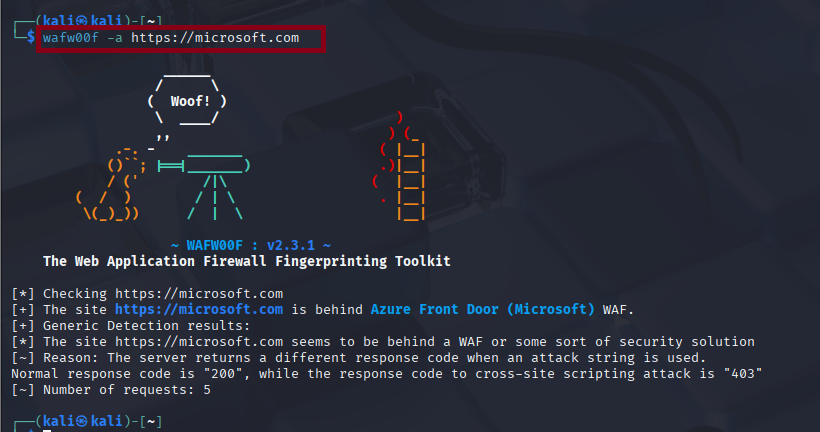 ┌──(kali㉿kali)-[~]
└─$ wafw00f -a https://microsoft.com
Woof!
~ WAFW00F : v2.3.1 ~
The Web Application Firewall Fingerprinting Toolkit
[*] Checking https://microsoft.com
[+] The site https://microsoft.com is behind Azure Front Door (Microsoft) WAF.
[+] Generic Detection results:
[*] The site https://microsoft.com seems to be behind a WAF or some sort of security solution
[~] Reason: The server returns a different response code when an attack string is used.
Normal response code is "200", while the response code to cross-site scripting attack is "403"
[~] Number of requests: 5
┌──(kali㉿kali)-[~]